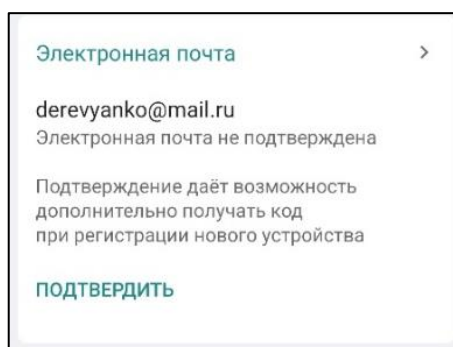 Электронная почта
derevyanko@mail.ru
Электронная почта не подтверждена
Подтверждение даёт возможность
дополнительно получать код
при регистрации нового устройства
ПОДТВЕРДИТЬ